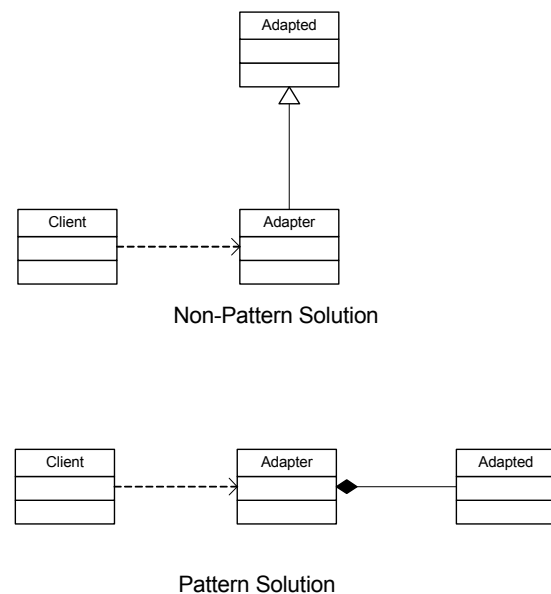 Adapted
Client
Adapter
Non-Pattern Solution
Client
Adapter
Adapted
Pattern Solution